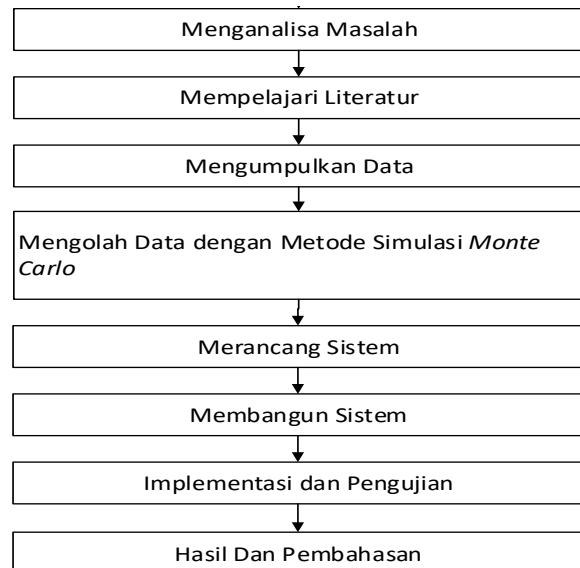 Menganalisa Masalah
Mempelajari Literatur
Mengumpulkan Data
Mengolah Data dengan Metode Simulasi Monte
Carlo
Merancang Sistem
Membangun Sistem
Implementasi dan Pengujian
Hasil Dan Pembahasan